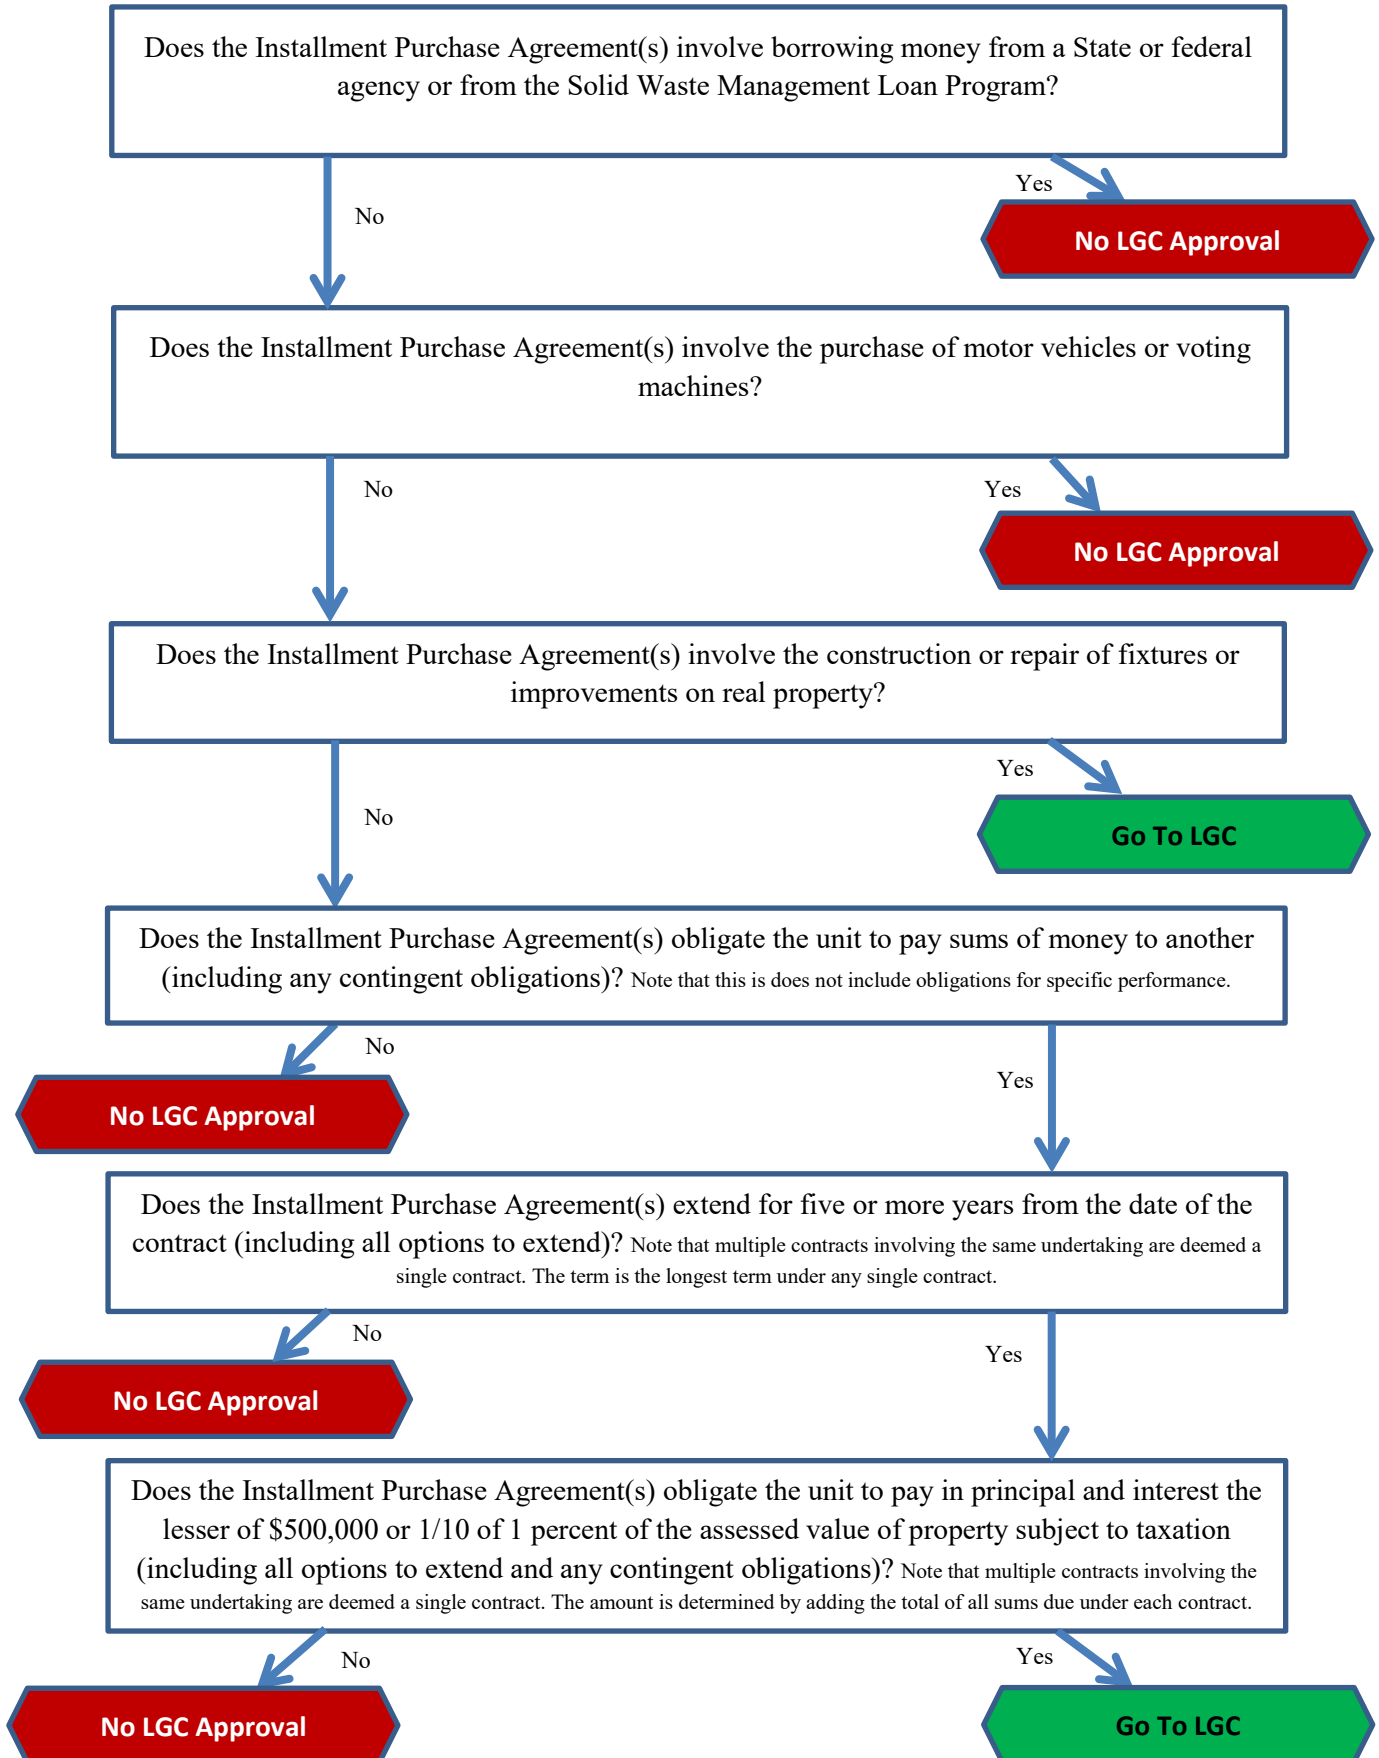 Does the Installment Purchase Agreement(s) involve borrowing money from a State or federal
agency or from the Solid Waste Management Loan Program?
Yes
No
No LGC Approval
Does the Installment Purchase Agreement(s) involve the purchase of motor vehicles or voting
machines?
No
Yes
No LGC Approval
Does the Installment Purchase Agreement(s) involve the construction or repair of fixtures or
improvements on real property?
Yes
No
Go To LGC
Does the Installment Purchase Agreement(s) obligate the unit to pay sums of money to another
(including any contingent obligations)? Note that this is does not include obligations for specific performance.
No
Yes
No LGC Approval
Does the Installment Purchase Agreement(s) extend for five or more years from the date of the
contract (including all options to extend)? Note that multiple contracts involving the same undertaking are deemed a
single contract. The term is the longest term under any single contract.
No
Yes
No LGC Approval
Does the Installment Purchase Agreement(s) obligate the unit to pay in principal and interest the
lesser of $500,000 or 1/10 of 1 percent of the assessed value of property subject to taxation
(including all options to extend and any contingent obligations)? Note that multiple contracts involving the
same undertaking are deemed a single contract. The amount is determined by adding the total of all sums due under each contract.
No
Yes
No LGC Approval
Go To LGC